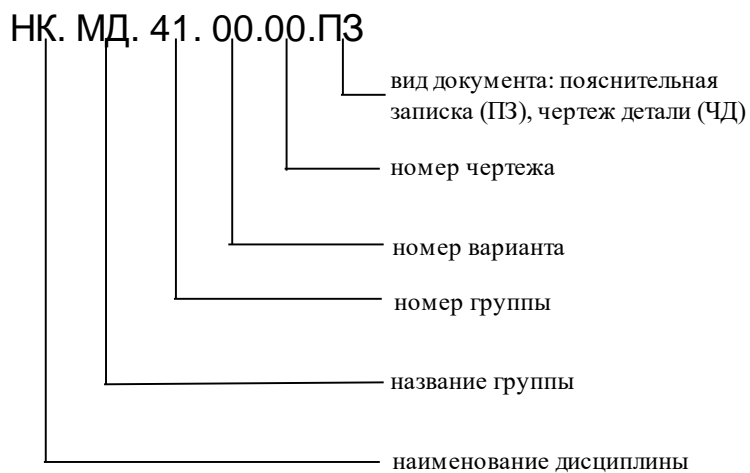 НК. МД. 41. 00.00.ПЗ
вид документа: пояснительная
записка (ПЗ), чертеж детали (ЧД)
номер чертежа
номер варианта
номер группы
название группы
наименование дисциплины